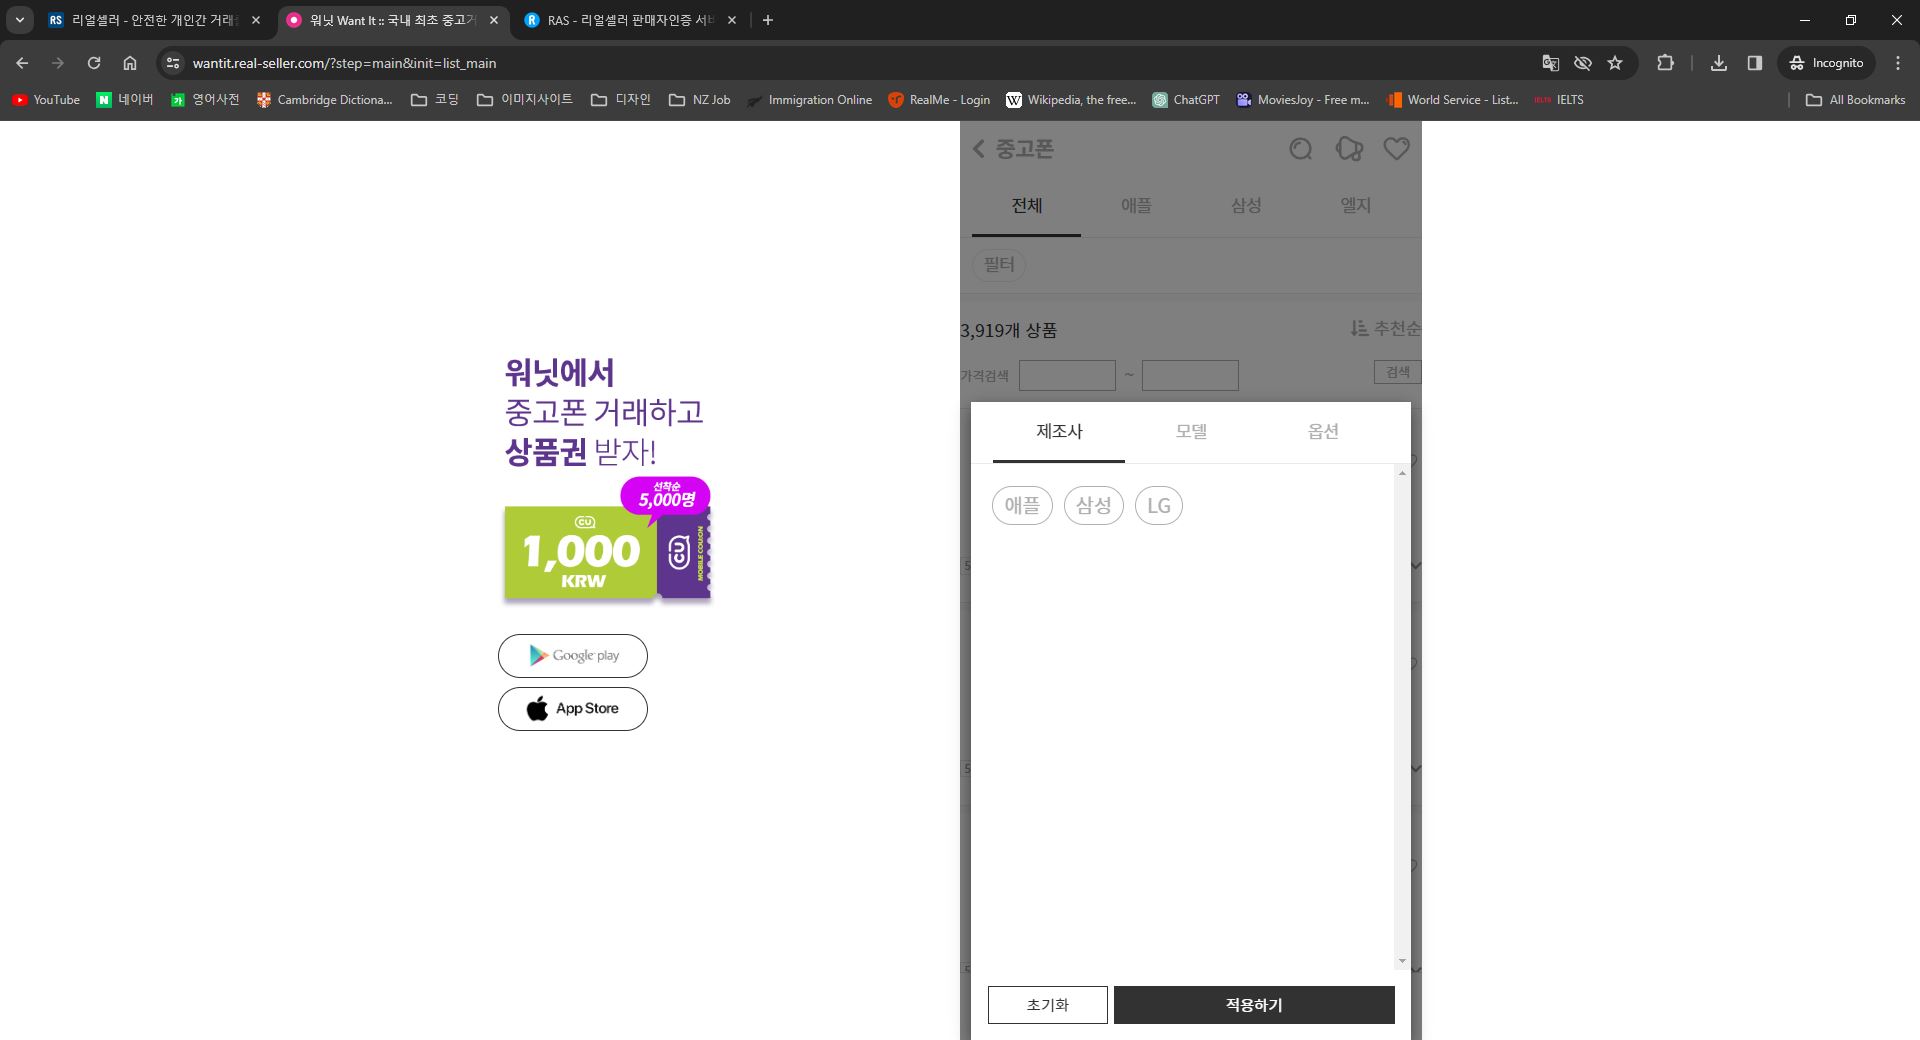 리얼셀러 - 안전한 개인간 거래를
워닛 Want It :: 국내 최초 중고거
RAS - 리얼셀러 판매자인증 서비
wantit.real-seller.com/?step=main&init=list_main
Incognito
YouTube
네이버
영어사전
Cambridge Dictiona...
코딩
이미지사이트
디자인
NZ Job
Immigration Online
RealMe - Login
Wikipedia, the free...
ChatGPT
MoviesJoy - Free m...
World Service - List...
IELTS
All Bookmarks
중고폰
전체 애플 삼성 엘지
필터
3,919개 상품
추천순
가격검색 ~ 검색
제조사 모델 옵션
애플 삼성 LG
초기화 적용하기
워닛에서
중고폰 거래하고
상품권 받자!
선착순
5,000명
CU
1,000
KRW
CU
MOBILE COUPON
Google play
App Store